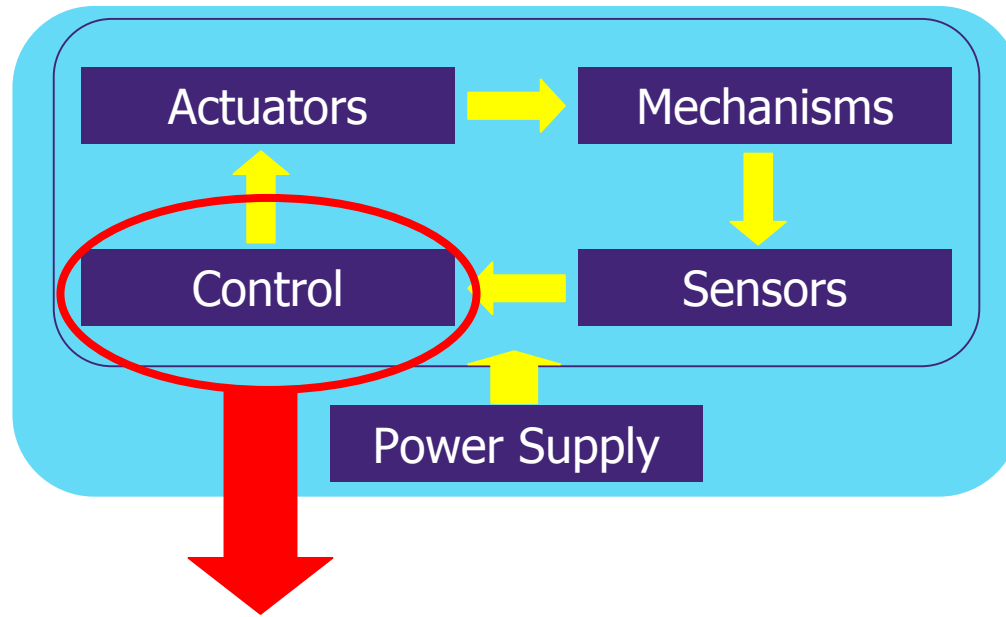 Actuators
Mechanisms
Control
Sensors
Power Supply